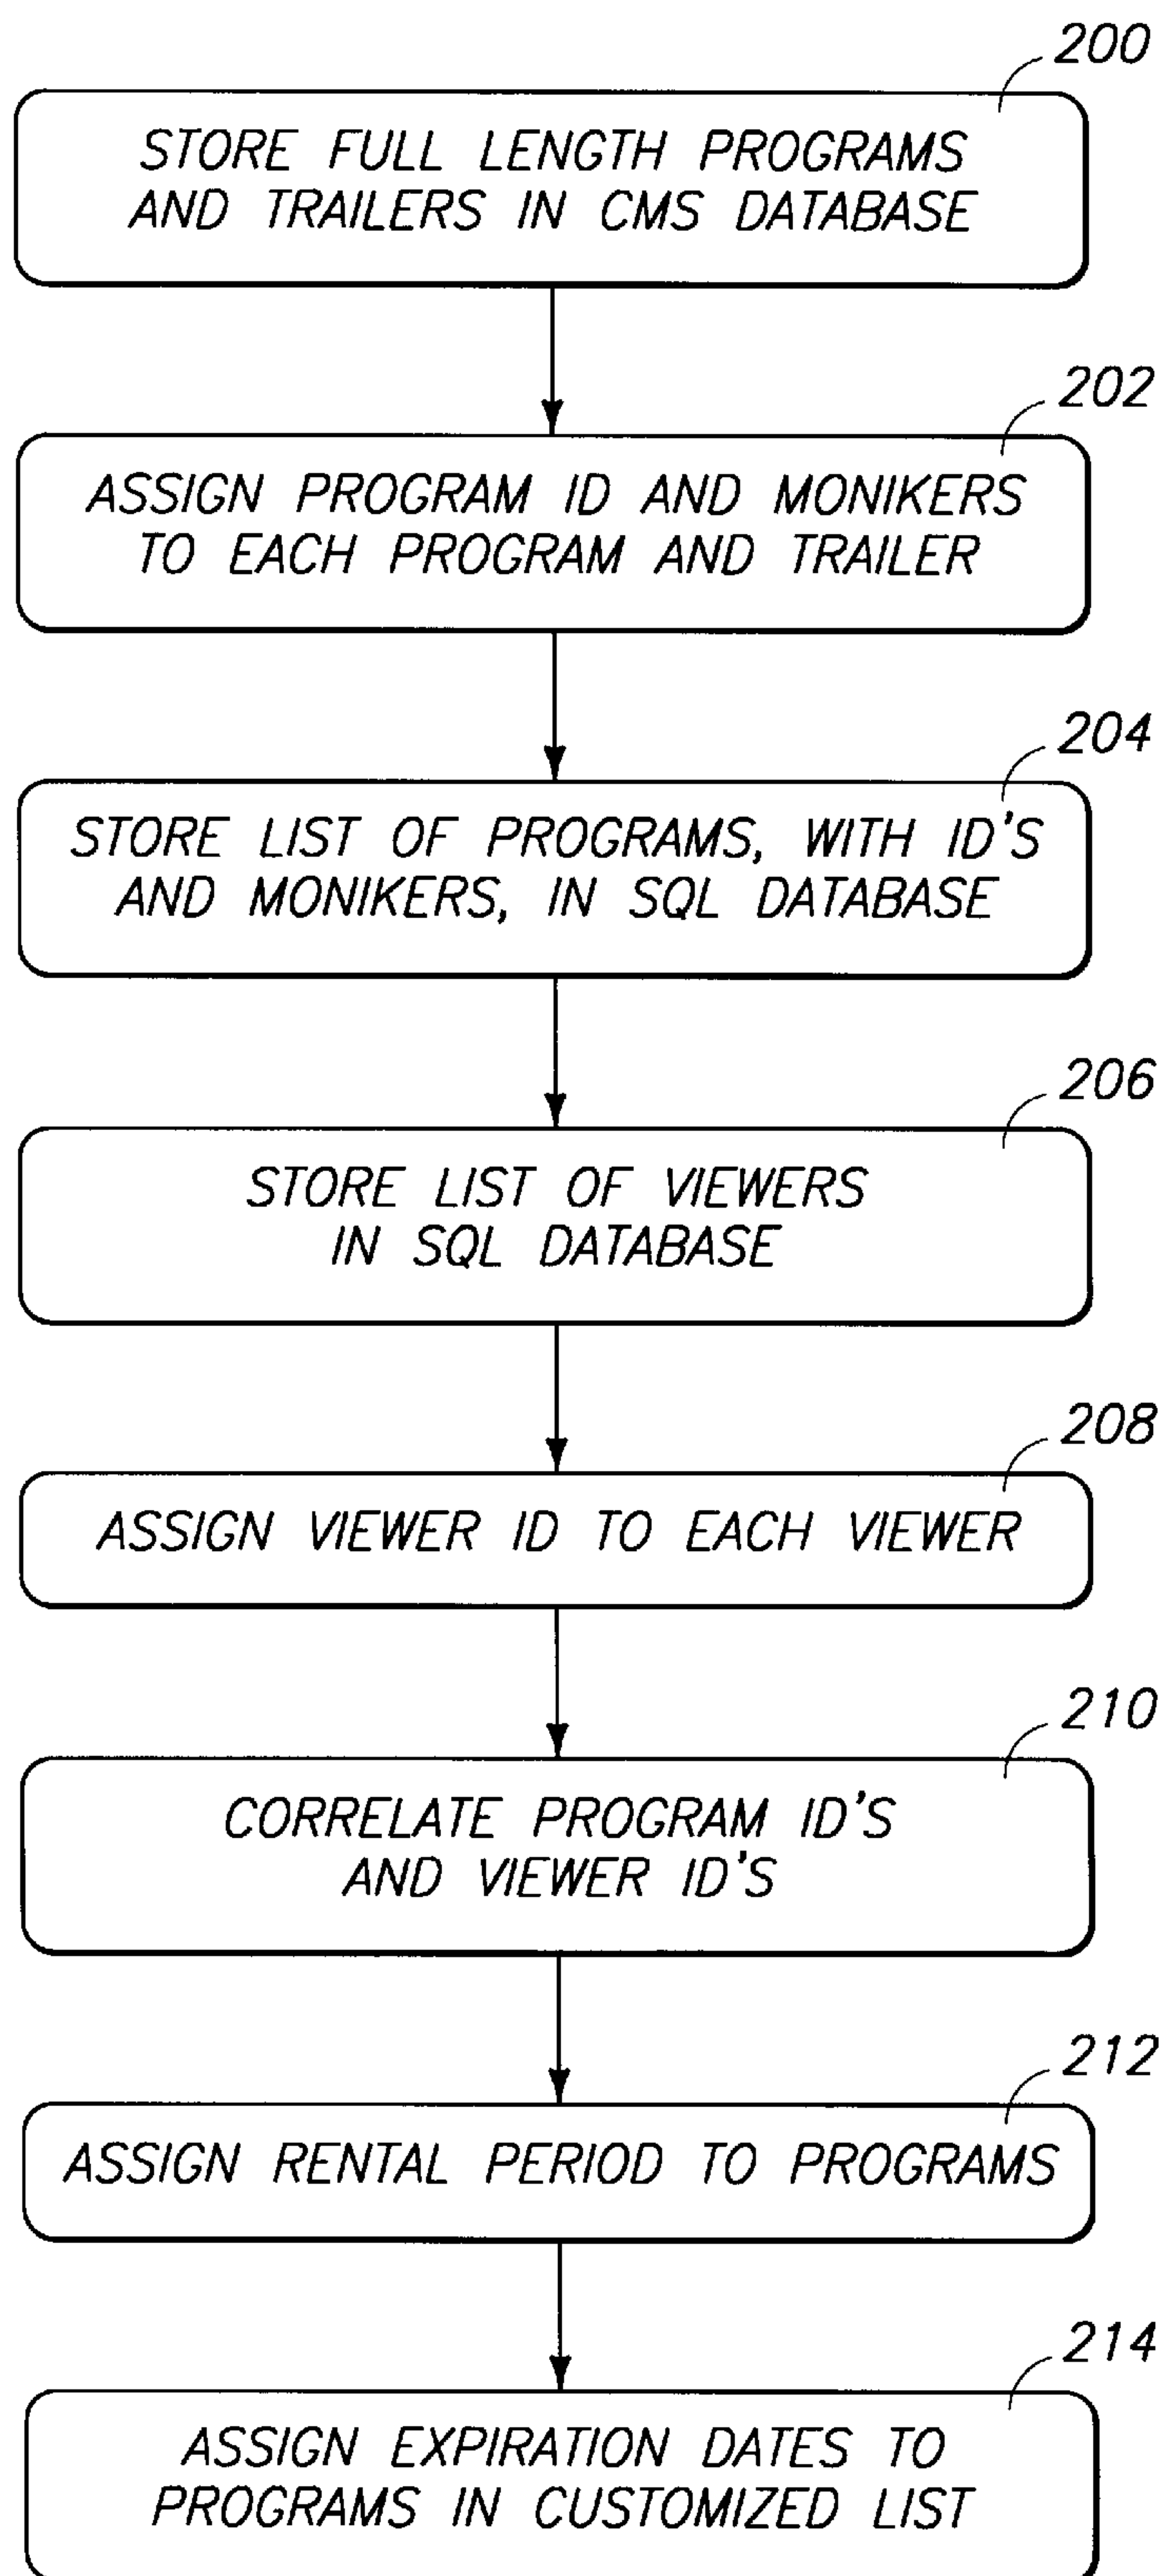 200
STORE FULL LENGTH PROGRAMS
AND TRAILERS IN CMS DATABASE
202
ASSIGN PROGRAM ID AND MONIKERS
TO EACH PROGRAM AND TRAILER
204
STORE LIST OF PROGRAMS, WITH ID'S
AND MONIKERS, IN SQL DATABASE
206
STORE LIST OF VIEWERS
IN SQL DATABASE
208
ASSIGN VIEWER ID TO EACH VIEWER
210
CORRELATE PROGRAM ID'S
AND VIEWER ID'S
212
ASSIGN RENTAL PERIOD TO PROGRAMS
214
ASSIGN EXPIRATION DATES TO
PROGRAMS IN CUSTOMIZED LIST